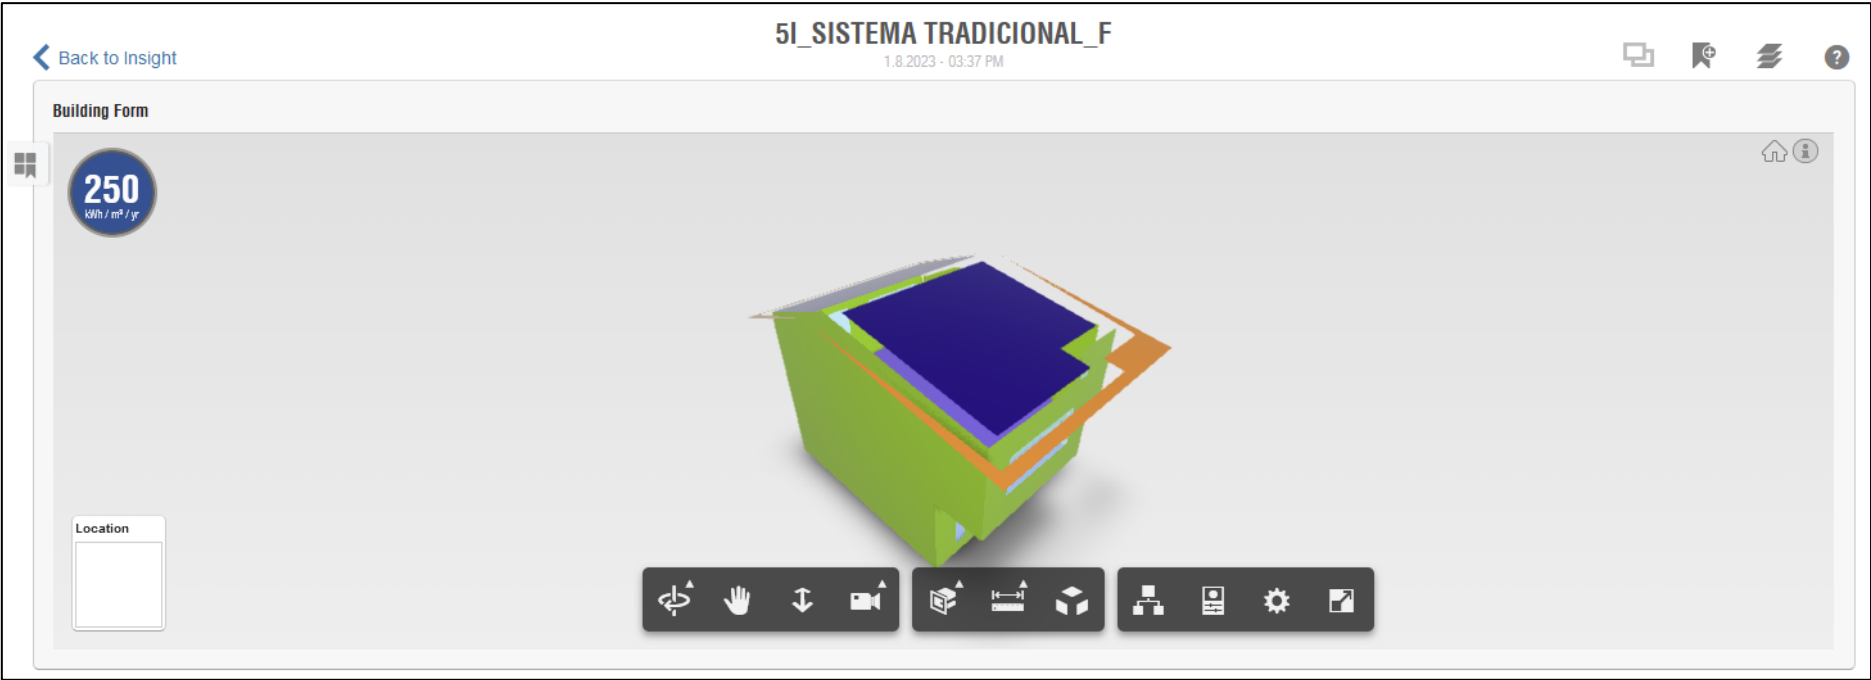 5I_SISTEMA TRADICIONAL_F
1.8.2023 - 03:37 PM
Back to Insight
Building Form
250
kWh / m² / yr
Location